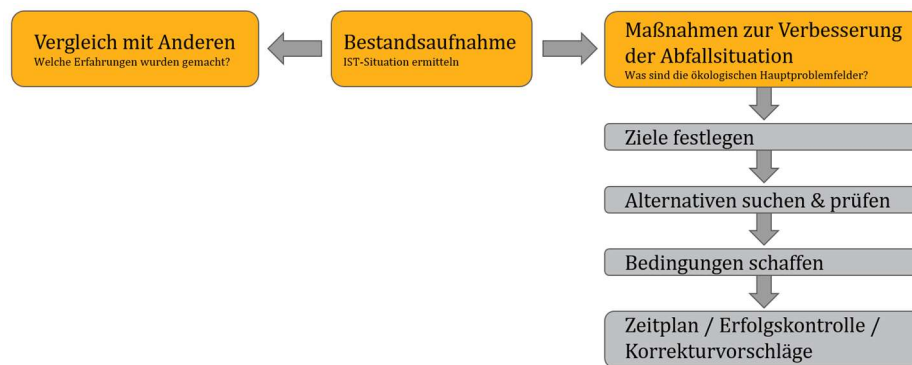 Vergleich mit Anderen
Welche Erfahrungen wurden gemacht?
Bestandsaufnahme
IST-Situation ermitteln
Maßnahmen zur Verbesserung
der Abfallsituation
Was sind die ökologischen Hauptproblemfelder?
Ziele festlegen
Alternativen suchen & prüfen
Bedingungen schaffen
Zeitplan / Erfolgskontrolle /
Korrekturvorschläge